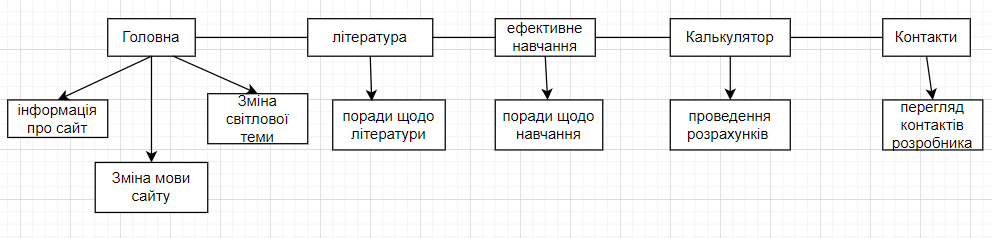 Головна
література
ефективне
навчання
Калькулятор
Контакти
інформація
про сайт
Зміна
світлової
теми
поради щодо
літератури
поради щодо
навчання
проведення
розрахунків
перегляд
контактів
розробника
Зміна мови
сайту